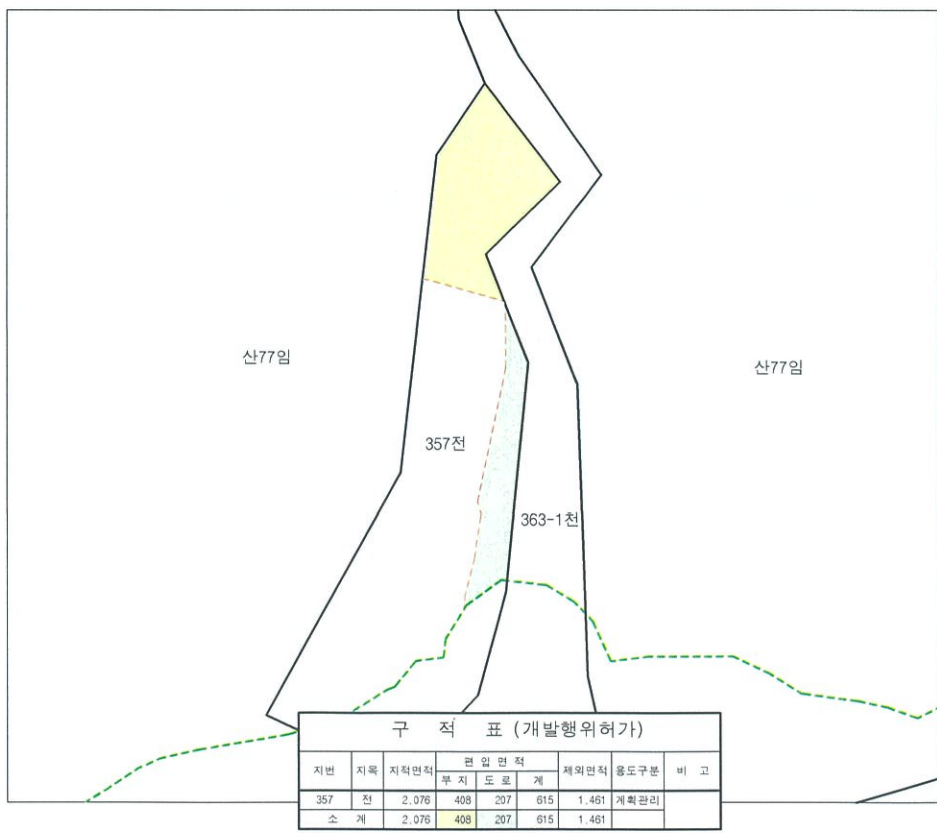 산77임
산77임
357전
363-1천
구 적 표 (개발행위허가)
지번 지목 지적면적 편입면적 제외면적 용도구분 비 고
부 지 도 로 계
357 전 2,076 408 207 615 1,461 계획관리
소 계 2,076 408 207 615 1,461